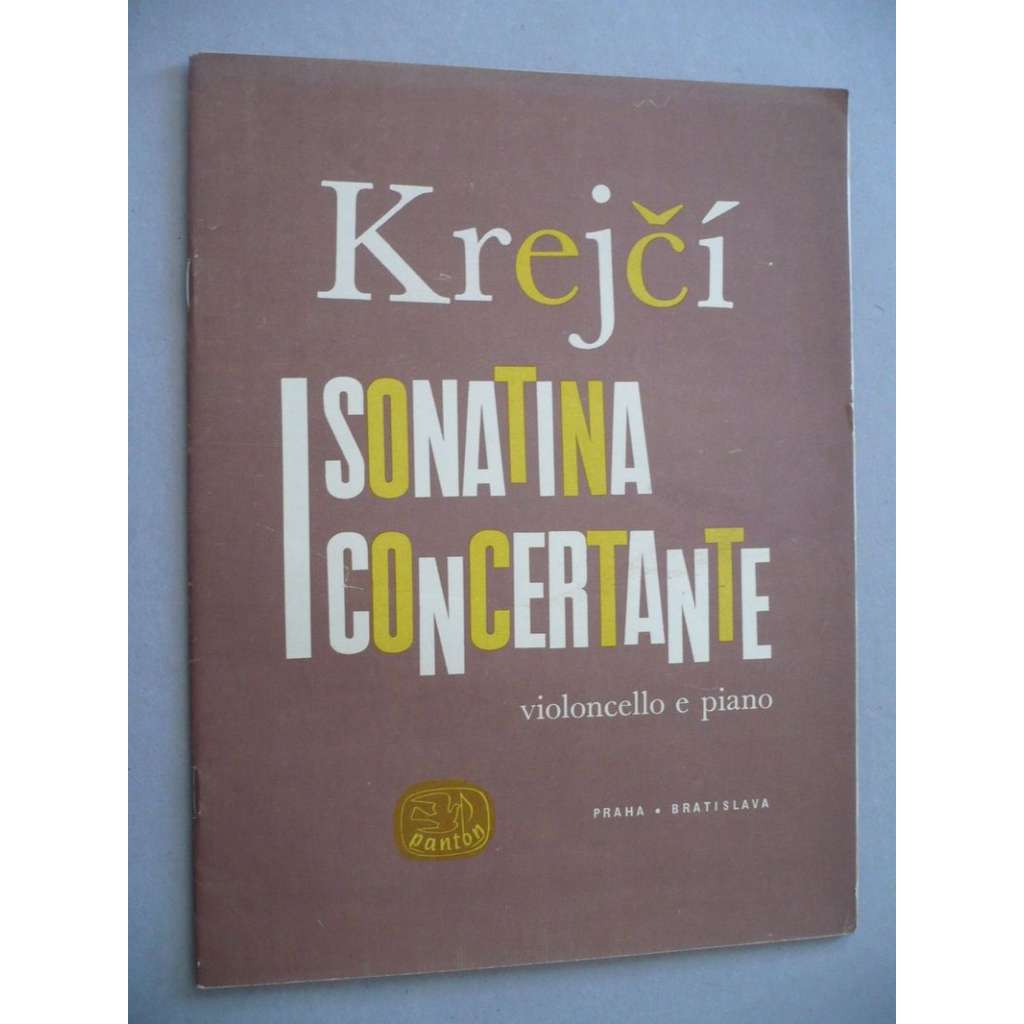 Krejčí
SONATINA
CONCERTANTE
violoncello e piano
panton
PRAHA • BRATISLAVA